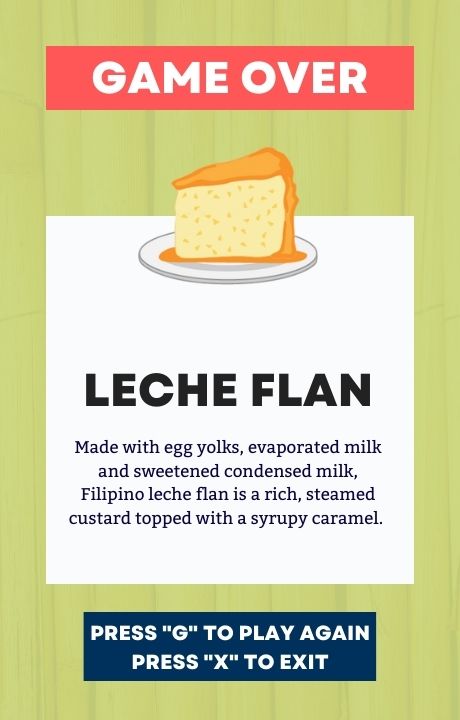 GAME OVER
LECHE FLAN
Made with egg yolks, evaporated milk
and sweetened condensed milk,
Filipino leche flan is a rich, steamed
custard topped with a syrupy caramel.
PRESS "G" TO PLAY AGAIN
PRESS "X" TO EXIT